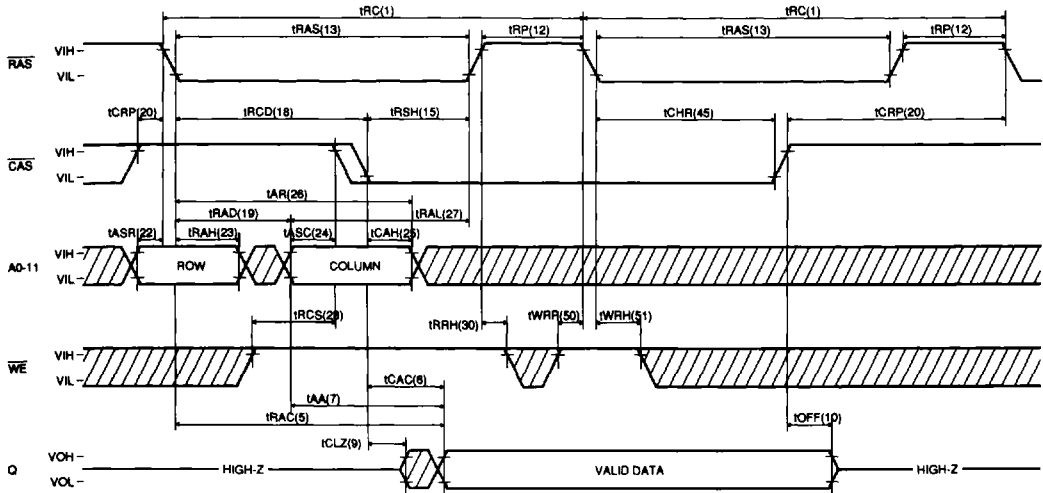 tRC(1) tRC(1)
tRAS(13) tRP(12) tRAS(13) tRP(12)
RAS VIH VIL
tCRP(20) tRCD(18) tRSH(15) tCHR(45) tCRP(20)
CAS VIH VIL
tAR(26)
tRAD(19) tRAL(27)
tASR(22) tRAH(23) tASC(24) tCAH(25)
A0-11 VIH VIL ROW COLUMN
tRCS(28) tRRH(30) tWRP(50) tWRH(51)
WE VIH VIL
tCAC(6)
tAA(7)
tRAC(5) tOFF(10)
tCLZ(9)
Q VOH VOL HIGH-Z VALID DATA HIGH-Z